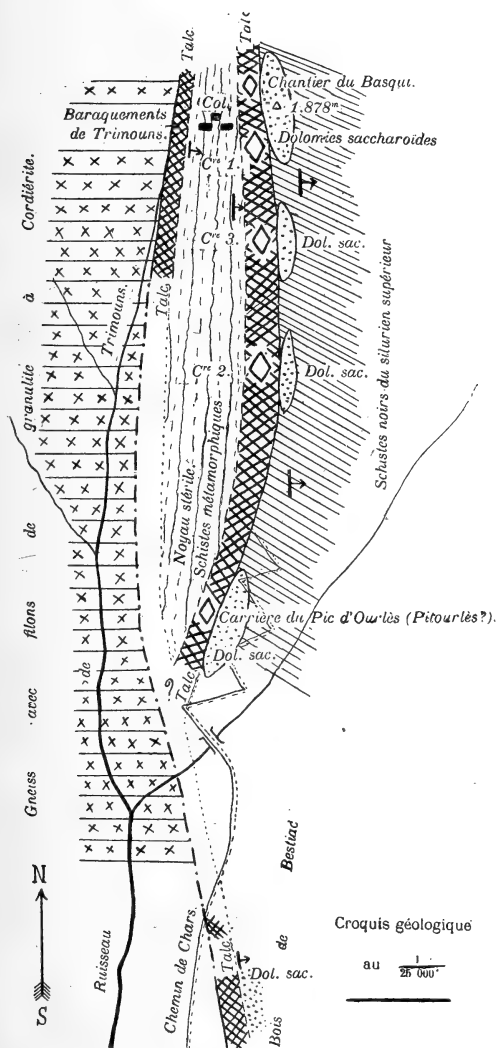 Talc.
Talc
Chantier du Basqui.
1.878ᵐ
Col.
Baraquements
de Trimouns.
Dolomies saccharoïdes
Cʳᵉ 1.
Cʳᵉ 3.
Dol. sac.
Talc.
Trimouns.
Cʳᵉ 2.
Dol. sac.
Schistes noirs du silurien supérieur
Noyau stérile.
Schistes métamorphiques
Gneiss avec filons de granulite à Cordiérite.
Carrière du Pic d'Ourlès (Pitourlès?).
de
Dol. sac.
Talc
?
N
S
Ruisseau
Chemin de Chars.
Talc.
Dol. sac.
Bois de Bestiac
Croquis géologique
au 1/25 000